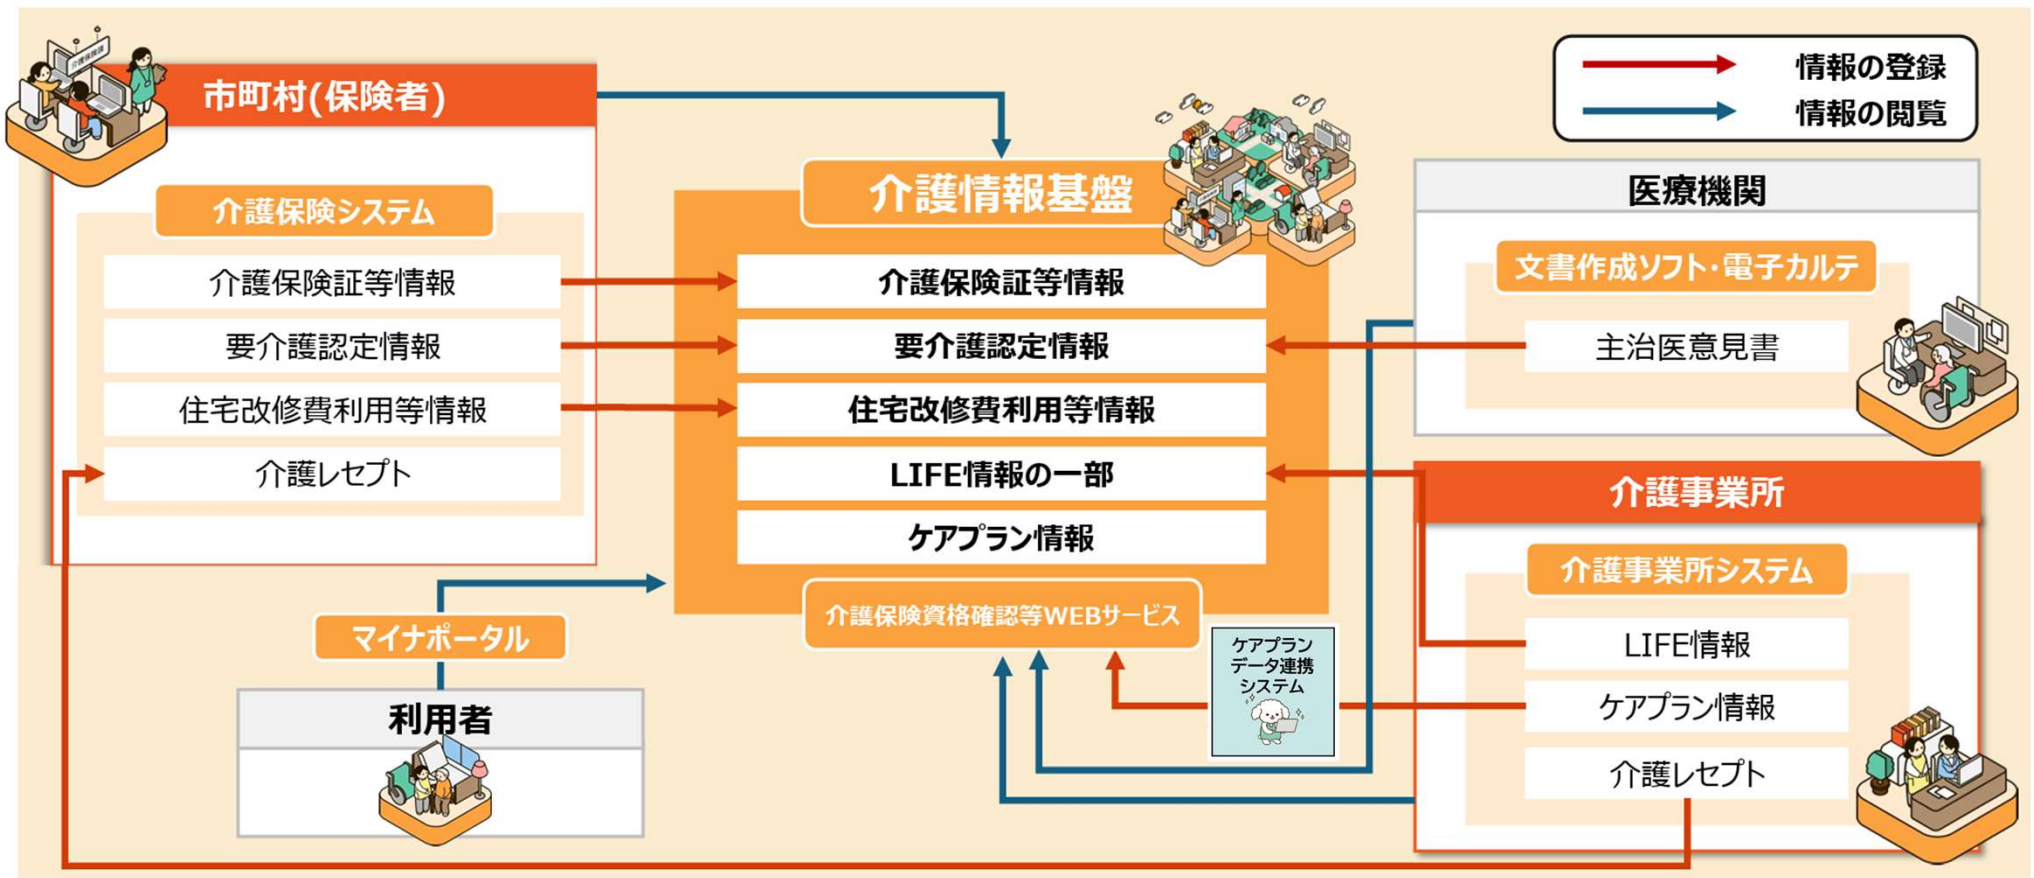 市町村(保険者)
介護保険システム
介護保険証等情報
要介護認定情報
住宅改修費利用等情報
介護レセプト
マイナポータル
利用者
介護情報基盤
介護保険証等情報
要介護認定情報
住宅改修費利用等情報
LIFE情報の一部
ケアプラン情報
介護保険資格確認等WEBサービス
ケアプラン
データ連携
システム
情報の登録
情報の閲覧
医療機関
文書作成ソフト・電子カルテ
主治医意見書
介護事業所
介護事業所システム
LIFE情報
ケアプラン情報
介護レセプト